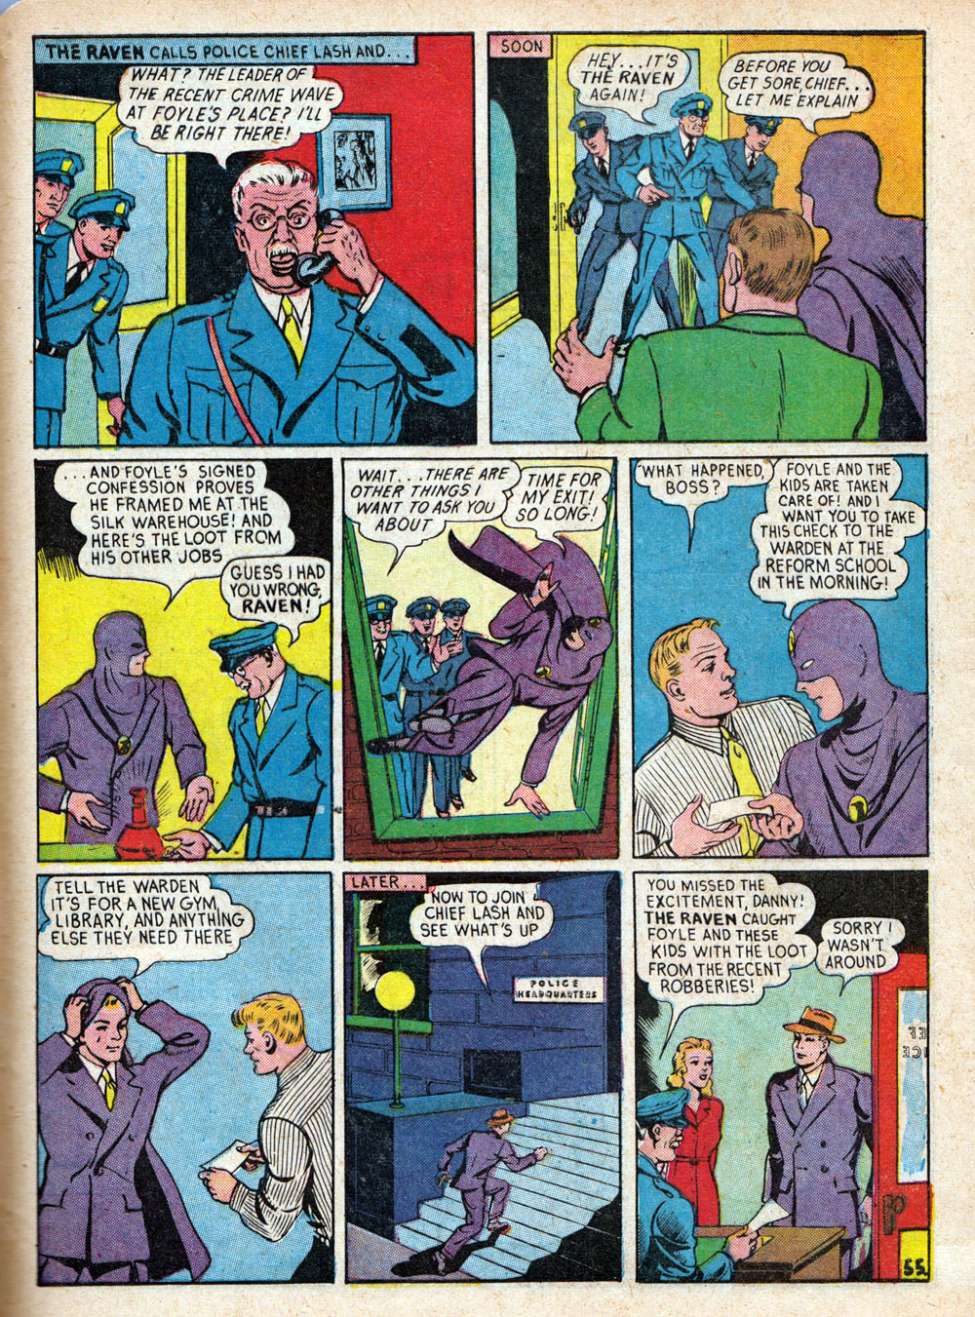 THE RAVEN CALLS POLICE CHIEF LASH AND...
WHAT? THE LEADER OF
THE RECENT CRIME WAVE
AT FOYLE'S PLACE? I'LL
BE RIGHT THERE!
SOON
HEY...IT'S
THE RAVEN
AGAIN!
BEFORE YOU
GET SORE, CHIEF...
LET ME EXPLAIN
...AND FOYLE'S SIGNED
CONFESSION PROVES
HE FRAMED ME AT THE
SILK WAREHOUSE! AND
HERE'S THE LOOT FROM
HIS OTHER JOBS
GUESS I HAD
YOU WRONG,
RAVEN!
WAIT...THERE ARE
OTHER THINGS I
WANT TO ASK YOU
ABOUT
TIME FOR
MY EXIT!
SO LONG!
WHAT HAPPENED,
BOSS?
FOYLE AND THE
KIDS ARE TAKEN
CARE OF! AND I
WANT YOU TO TAKE
THIS CHECK TO THE
WARDEN AT THE
REFORM SCHOOL
IN THE MORNING!
TELL THE WARDEN
IT'S FOR A NEW GYM,
LIBRARY, AND ANYTHING
ELSE THEY NEED THERE
LATER...
NOW TO JOIN
CHIEF LASH AND
SEE WHAT'S UP
POLICE
HEADQUARTERS
YOU MISSED THE
EXCITEMENT, DANNY!
THE RAVEN CAUGHT
FOYLE AND THESE
KIDS WITH THE LOOT
FROM THE RECENT
ROBBERIES!
SORRY I
WASN'T
AROUND
55.